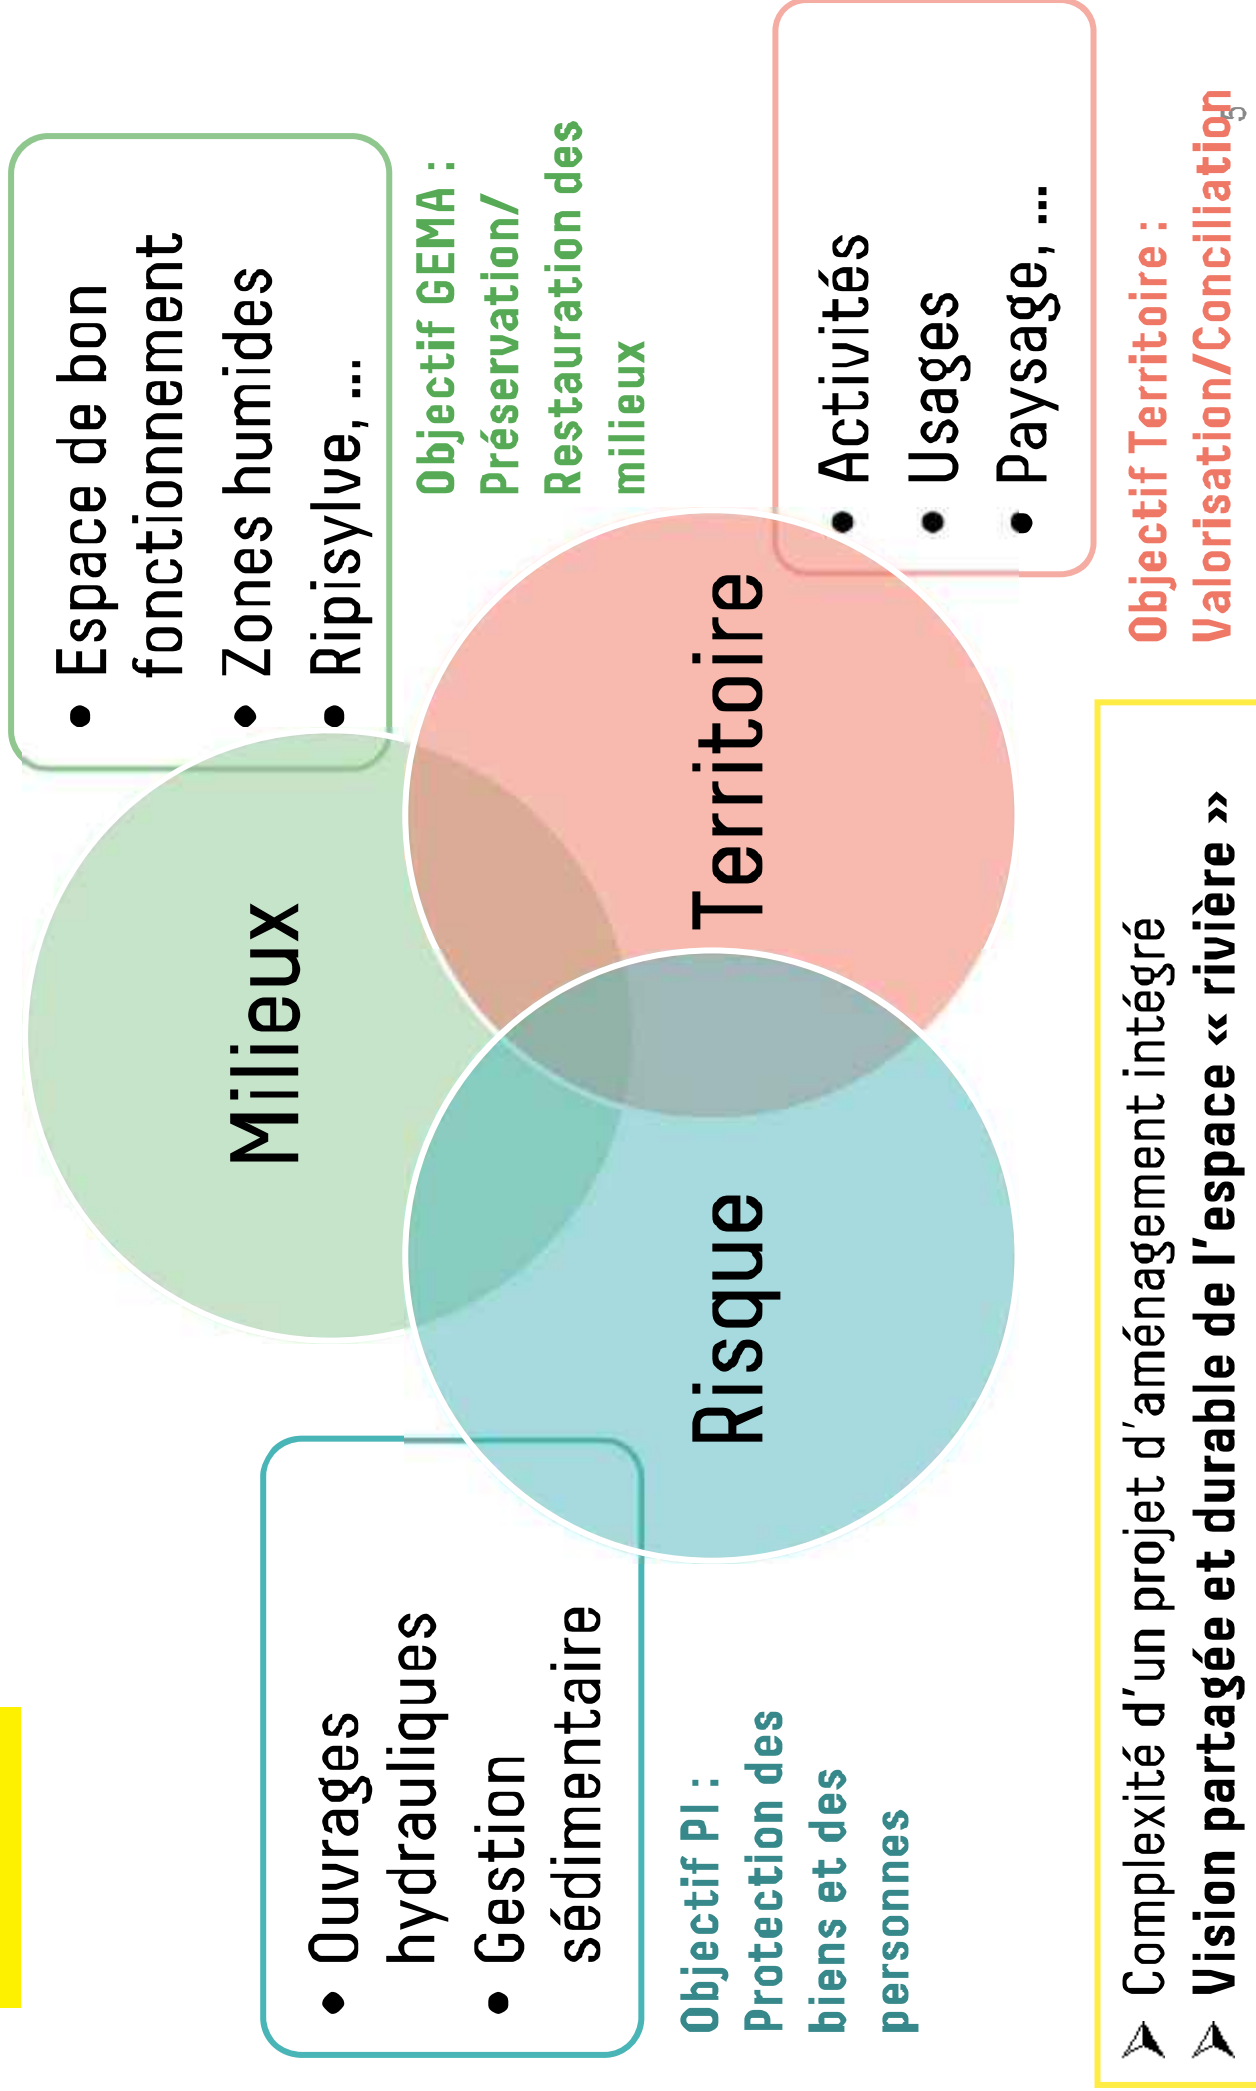 Milieux
• Espace de bon
fonctionnement
• Zones humides
• Ripisylve, ...
Objectif GEMA :
Préservation/
Restauration des
milieux
• Ouvrages
hydrauliques
• Gestion
sédimentaire
Objectif PI :
Protection des
biens et des
personnes
Risque
Territoire
• Activités
• Usages
• Paysage, ...
Objectif Territoire :
Valorisation/Conciliation
➢ Complexité d’un projet d’aménagement intégré
➢ Vision partagée et durable de l’espace « rivière »
5